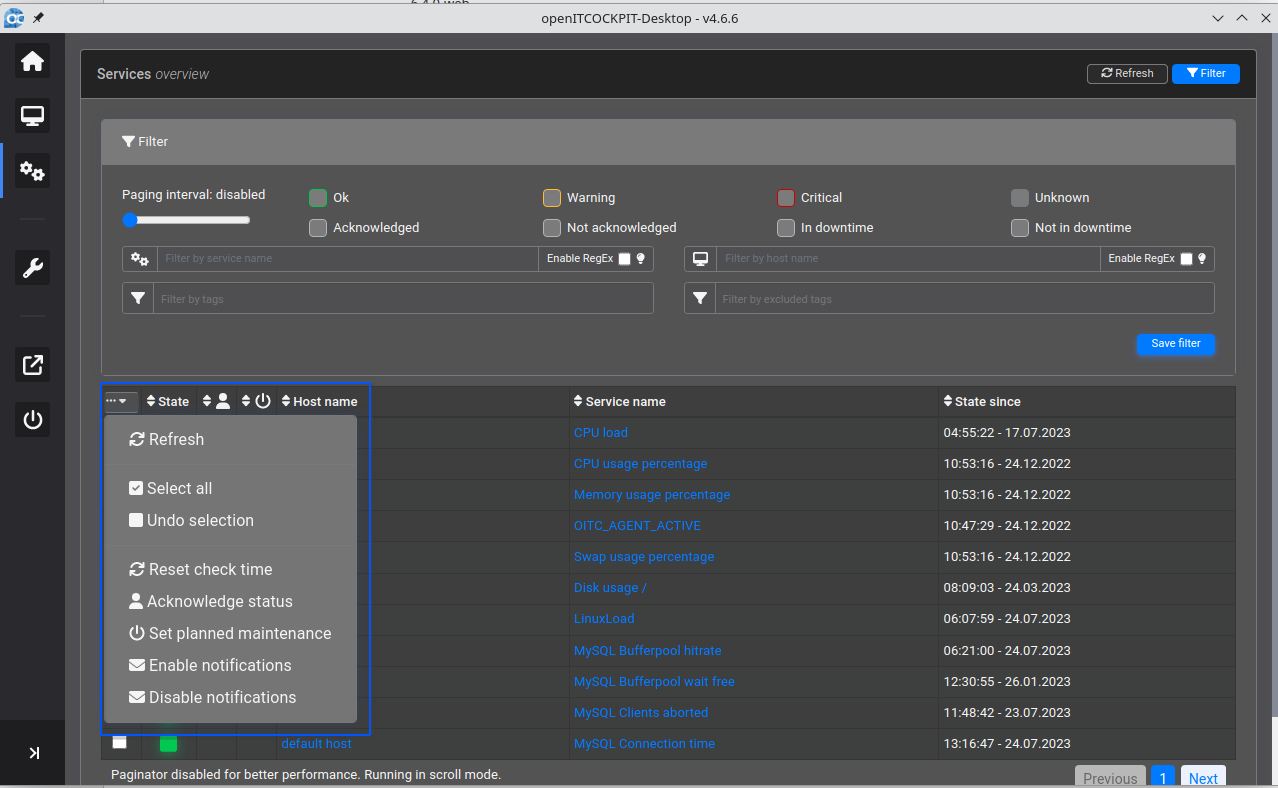 openITCOCKPIT-Desktop - v4.6.6
Services overview
Refresh
Filter
Filter
Paging interval: disabled
Ok
Warning
Critical
Unknown
Acknowledged
Not acknowledged
In downtime
Not in downtime
Filter by service name
Enable RegEx
Filter by host name
Enable RegEx
Filter by tags
Filter by excluded tags
Save filter
State
Host name
Service name
State since
Refresh
Select all
Undo selection
Reset check time
Acknowledge status
Set planned maintenance
Enable notifications
Disable notifications
CPU load 04:55:22 - 17.07.2023
CPU usage percentage 10:53:16 - 24.12.2022
Memory usage percentage 10:53:16 - 24.12.2022
OITC_AGENT_ACTIVE 10:47:29 - 24.12.2022
Swap usage percentage 10:53:16 - 24.12.2022
Disk usage / 08:09:03 - 24.03.2023
LinuxLoad 06:07:59 - 24.07.2023
MySQL Bufferpool hitrate 06:21:00 - 24.07.2023
MySQL Bufferpool wait free 12:30:55 - 26.01.2023
MySQL Clients aborted 11:48:42 - 23.07.2023
default host MySQL Connection time 13:16:47 - 24.07.2023
Paginator disabled for better performance. Running in scroll mode.
Previous 1 Next